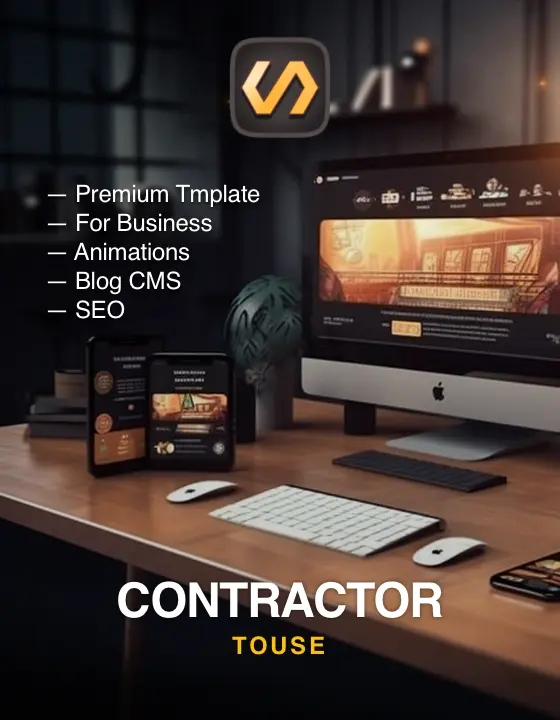 — Premium Tmplate
— For Business
— Animations
— Blog CMS
— SEO
CONTRACTOR
TOUSE